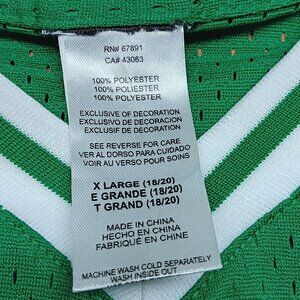 RN# 67891
CA# 43063
100% POLYESTER
100% POLIESTER
100% POLYESTER
EXCLUSIVE OF DECORATION
EXCLUSIVO DE DECORACION
EXCLUSIF DE DECORATION
SEE REVERSE FOR CARE
VER AL DORSO PARA CUIDADO
VOIR AU VERSO POUR SOINS
X LARGE (18/20)
E GRANDE (18/20)
T GRAND (18/20)
MADE IN CHINA
HECHO EN CHINA
FABRIQUÉ EN CHINE
MACHINE WASH COLD SEPARATELY
WASH INSIDE OUT